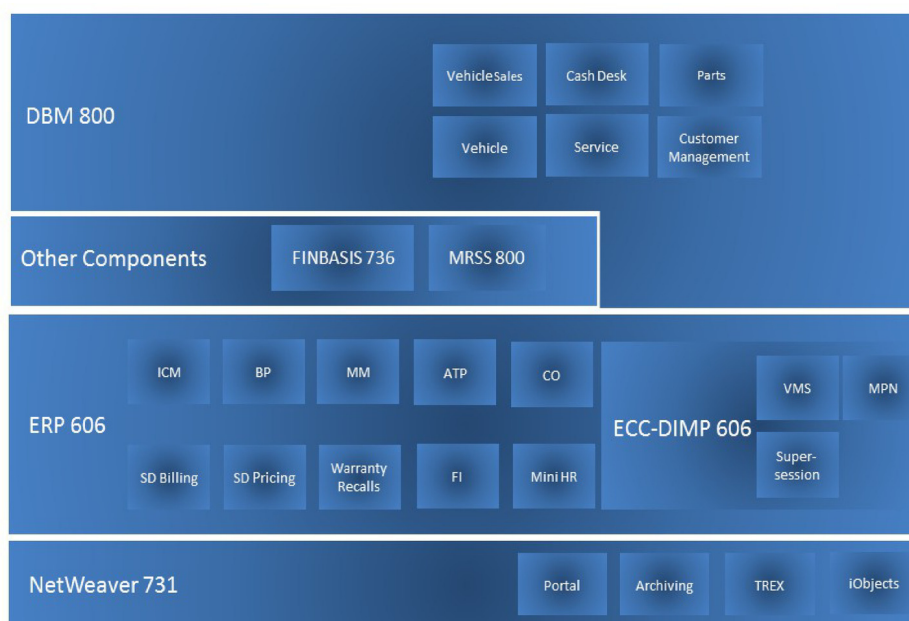 DBM 800
Vehicle Sales
Cash Desk
Parts
Vehicle
Service
Customer
Management
Other Components
FINBASIS 736
MRSS 800
ERP 606
ICM
BP
MM
ATP
CO
SD Billing
SD Pricing
Warranty
Recalls
FI
Mini HR
ECC-DIMP 606
VMS
MPN
Super-
session
NetWeaver 731
Portal
Archiving
TREX
iObjects